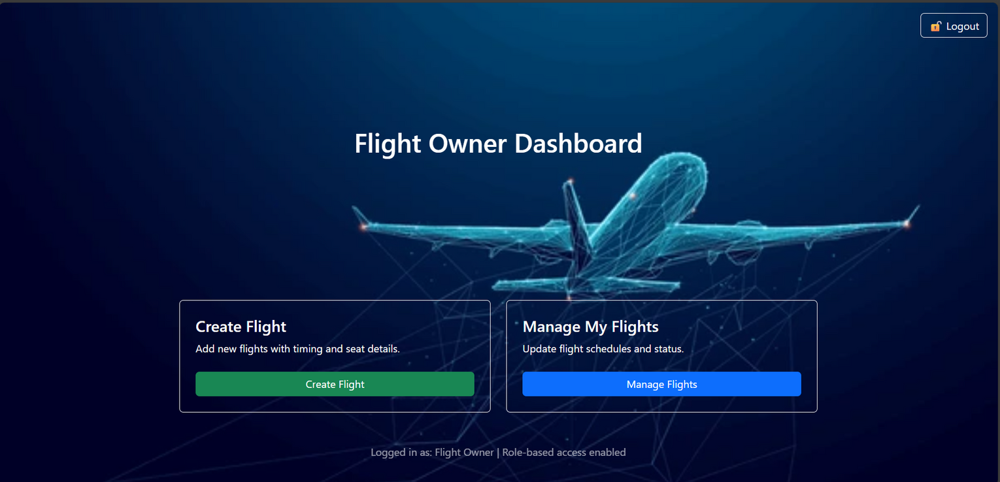 Logout
Flight Owner Dashboard
Create Flight
Add new flights with timing and seat details.
Create Flight
Manage My Flights
Update flight schedules and status.
Manage Flights
Logged in as: Flight Owner | Role-based access enabled